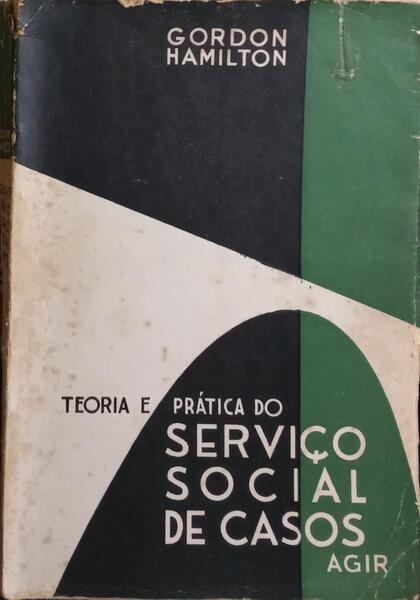 GORDON
HAMILTON
TEORIA E PRÁTICA DO
SERVIÇO
SOCIAL
DE CASOS
AGIR